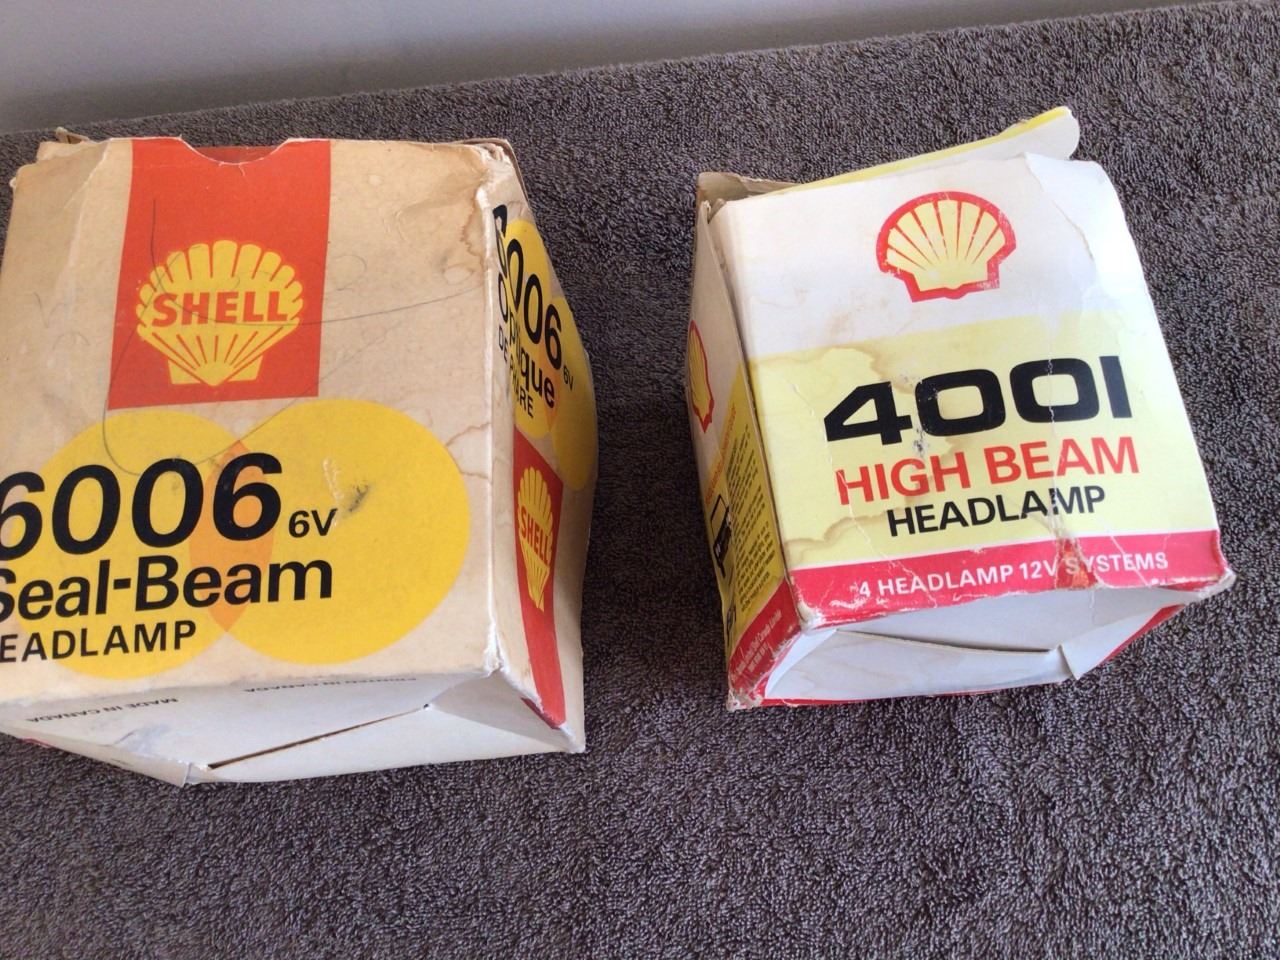 SHELL
6006 6V
Seal-Beam
HEADLAMP
MADE IN CANADA
6006 6V
Optique
SHELL
4001
HIGH BEAM
HEADLAMP
4 HEADLAMP 12V SYSTEMS